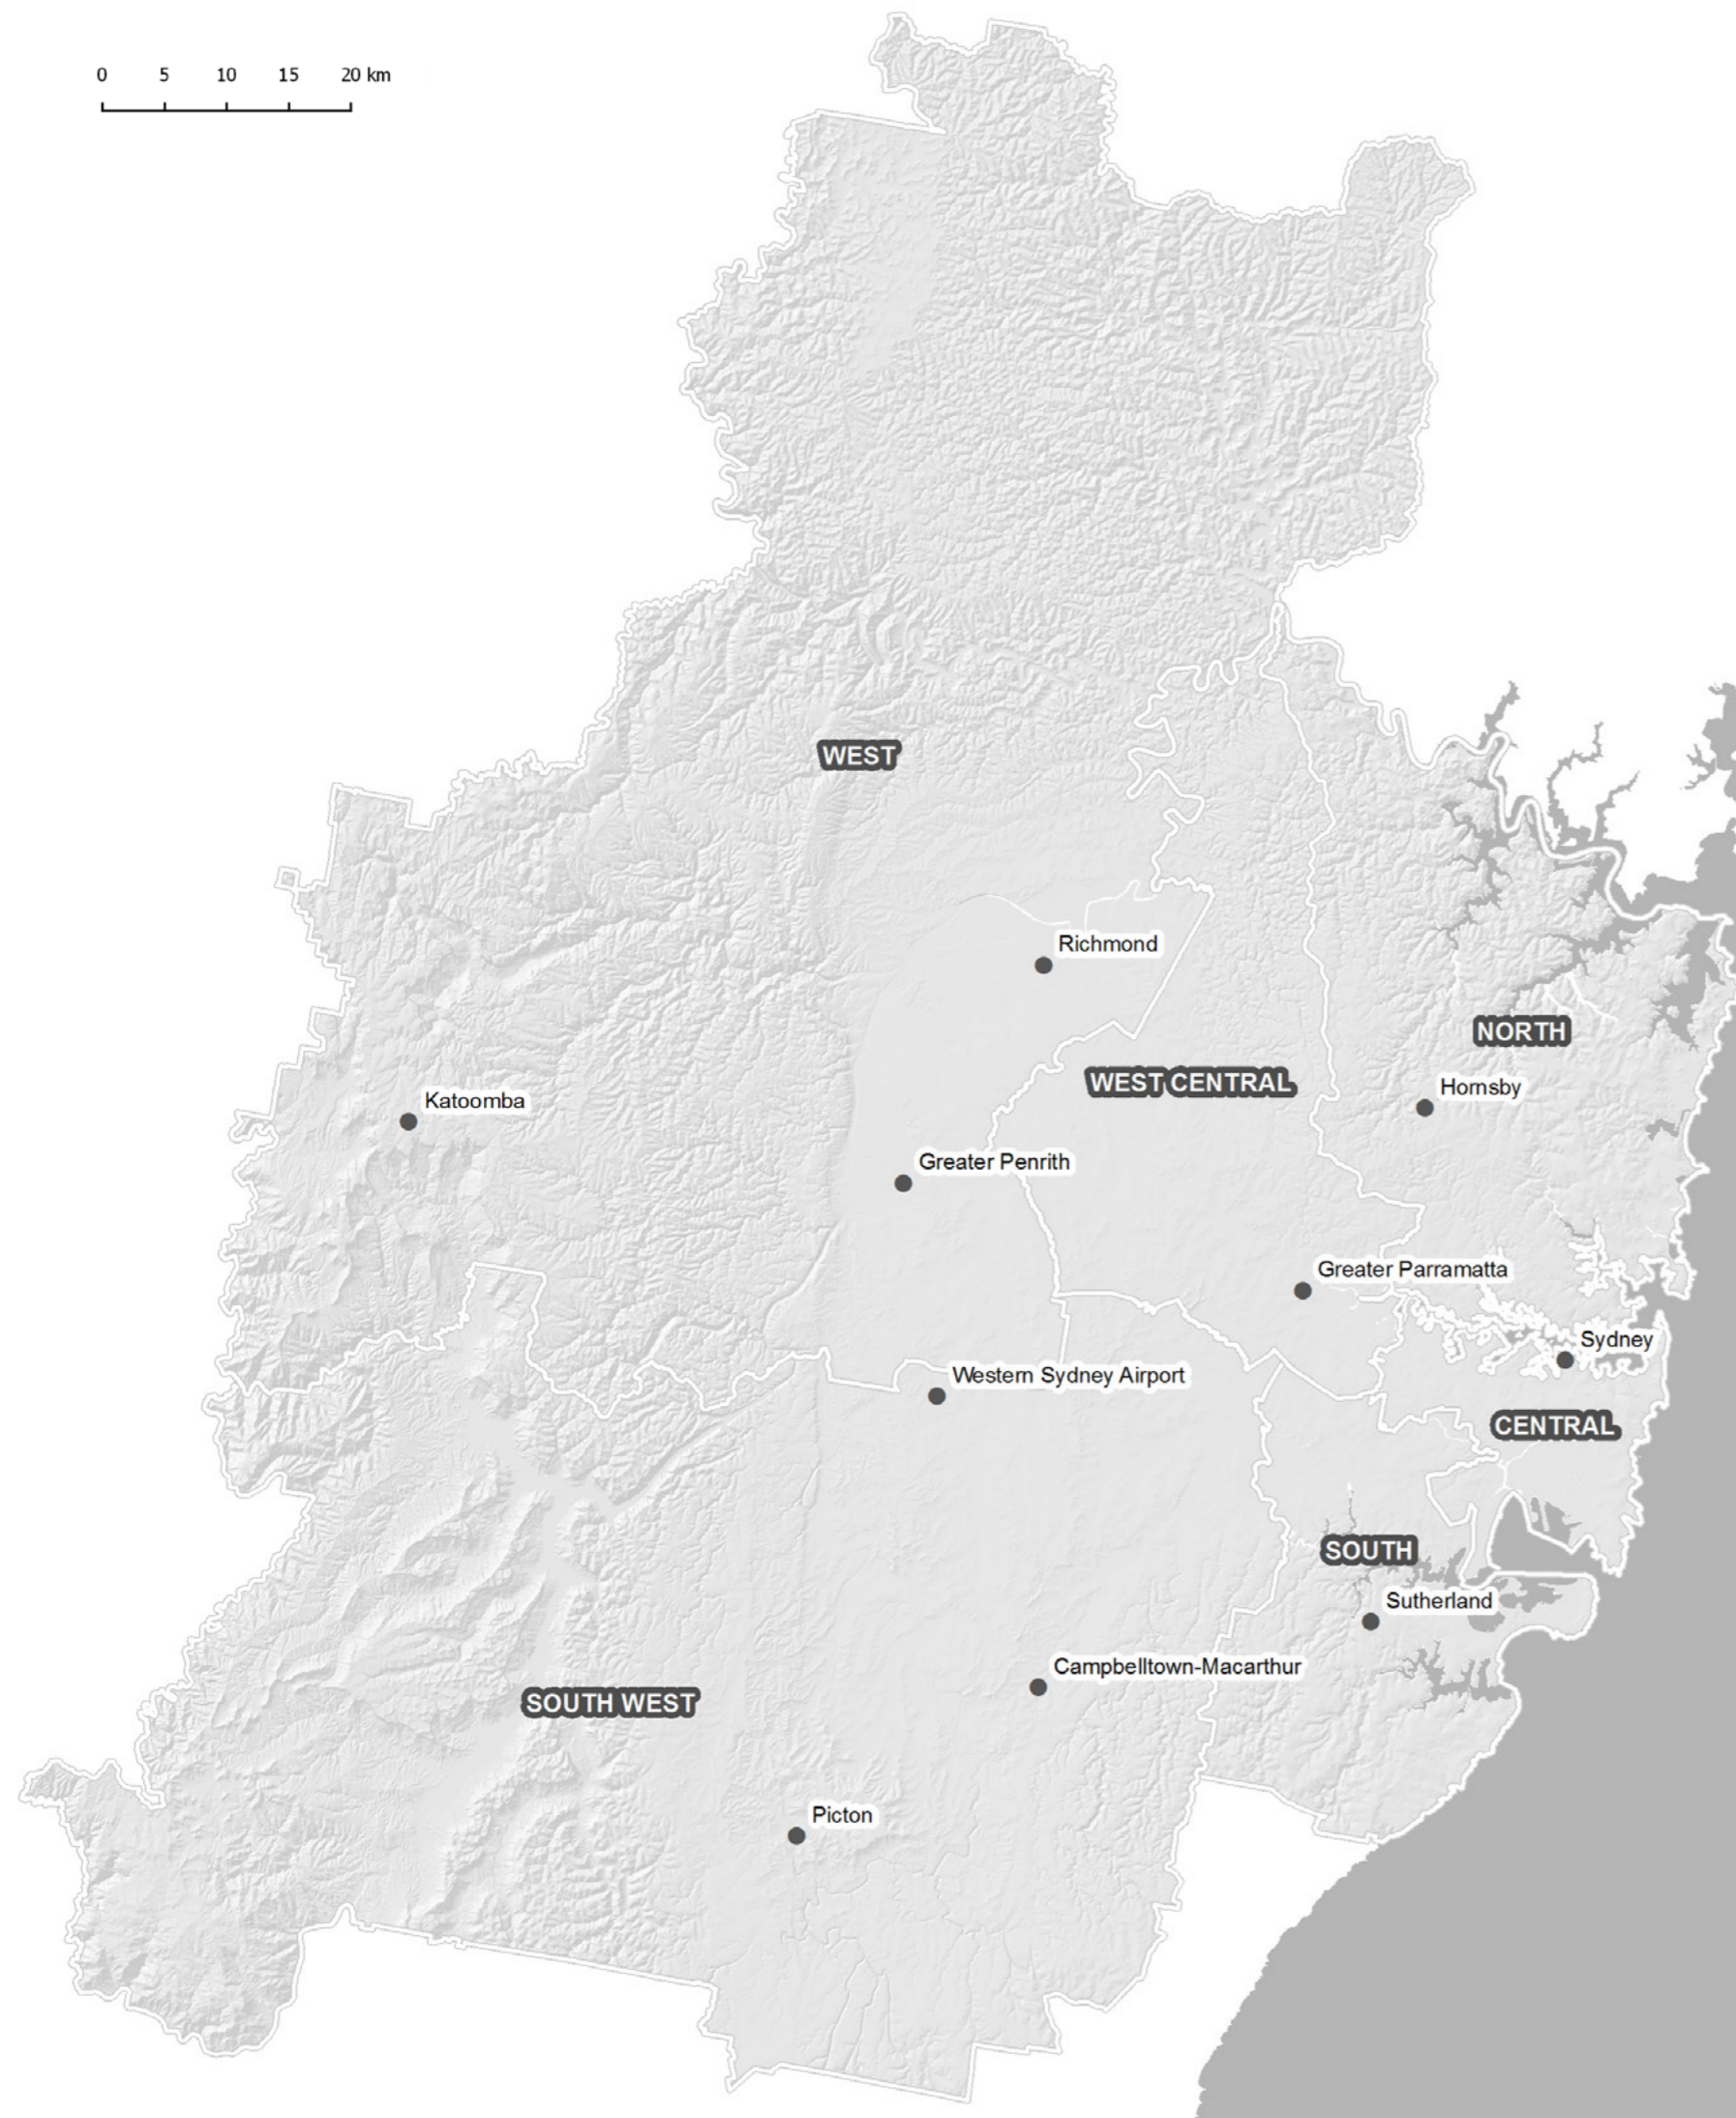 0 5 10 15 20 km
WEST
Richmond
NORTH
WEST CENTRAL
Hornsby
Katoomba
Greater Penrith
Greater Parramatta
Sydney
Western Sydney Airport
CENTRAL
SOUTH
Sutherland
Campbelltown-Macarthur
SOUTH WEST
Picton